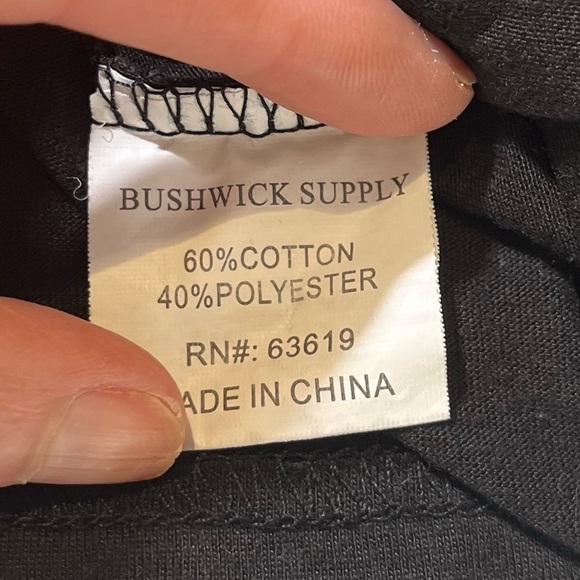 BUSHWICK SUPPLY
60%COTTON
40%POLYESTER
RN#: 63619
ADE IN CHINA